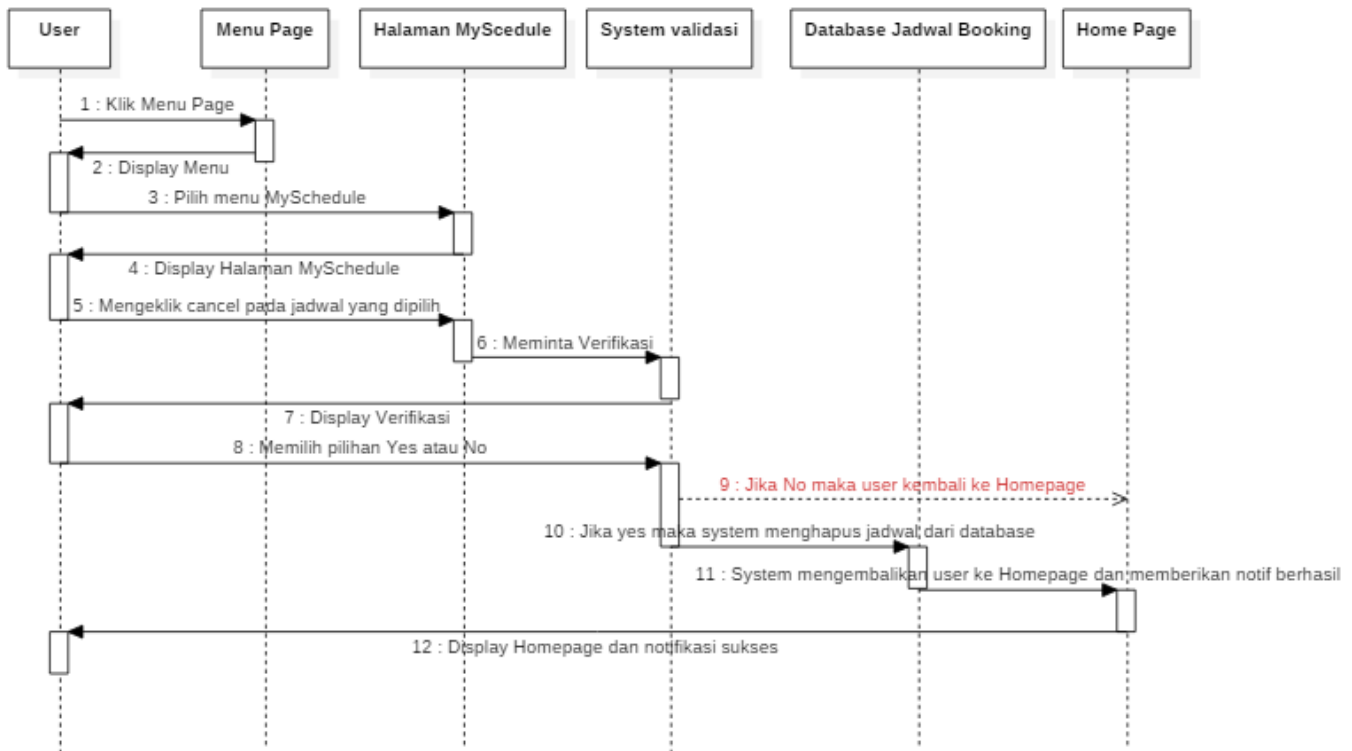 User
Menu Page
Halaman MyScedule
System validasi
Database Jadwal Booking
Home Page
1 : Klik Menu Page
2 : Display Menu
3 : Pilih menu MySchedule
4 : Display Halaman MySchedule
5 : Mengeklik cancel pada jadwal yang dipilih
6 : Meminta Verifikasi
7 : Display Verifikasi
8 : Memilih pilihan Yes atau No
9 : Jika No maka user kembali ke Homepage
10 : Jika yes maka system menghapus jadwal dari database
11 : System mengembalikan user ke Homepage dan memberikan notif berhasil
12 : Display Homepage dan notifikasi sukses